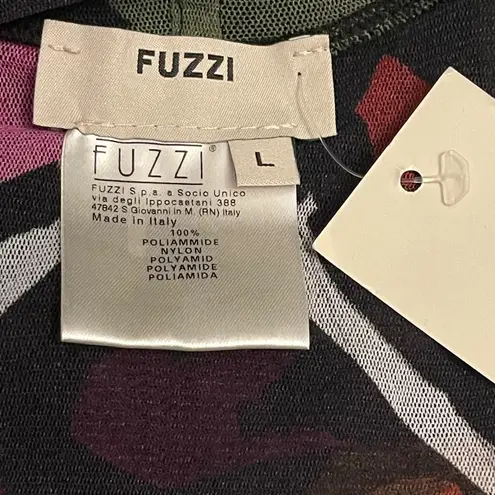 FUZZI
FUZZI®
L
FUZZI S.p.a. a Socio Unico
via degli Ippocaetani 388
47842 S Giovanni in M. (RN) Italy
Made in Italy
100%
POLIAMMIDE
NYLON
POLYAMID
POLYAMIDE
POLIAMIDA